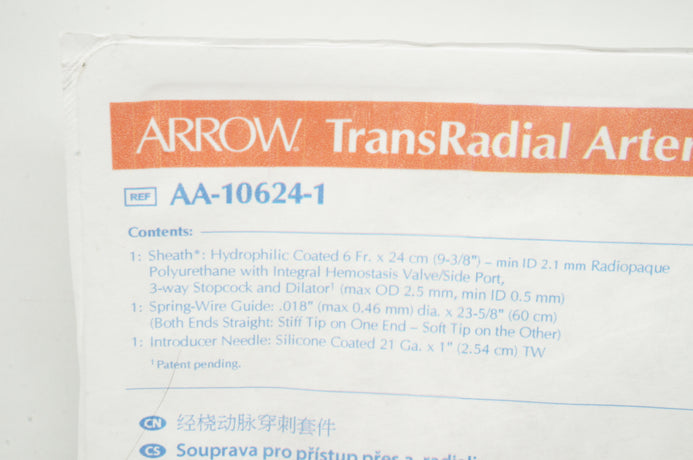 ARROW® TransRadial Arter
REF AA-10624-1
Contents:
1: Sheath*: Hydrophilic Coated 6 Fr. x 24 cm (9-3/8") – min ID 2.1 mm Radiopaque
Polyurethane with Integral Hemostasis Valve/Side Port,
3-way Stopcock and Dilator¹ (max OD 2.5 mm, min ID 0.5 mm)
1: Spring-Wire Guide: .018" (max 0.46 mm) dia. x 23-5/8" (60 cm)
(Both Ends Straight: Stiff Tip on One End – Soft Tip on the Other)
1: Introducer Needle: Silicone Coated 21 Ga. x 1" (2.54 cm) TW
¹Patent pending.
CN 经桡动脉穿刺套件
CS Souprava pro přístup přes a. radiali